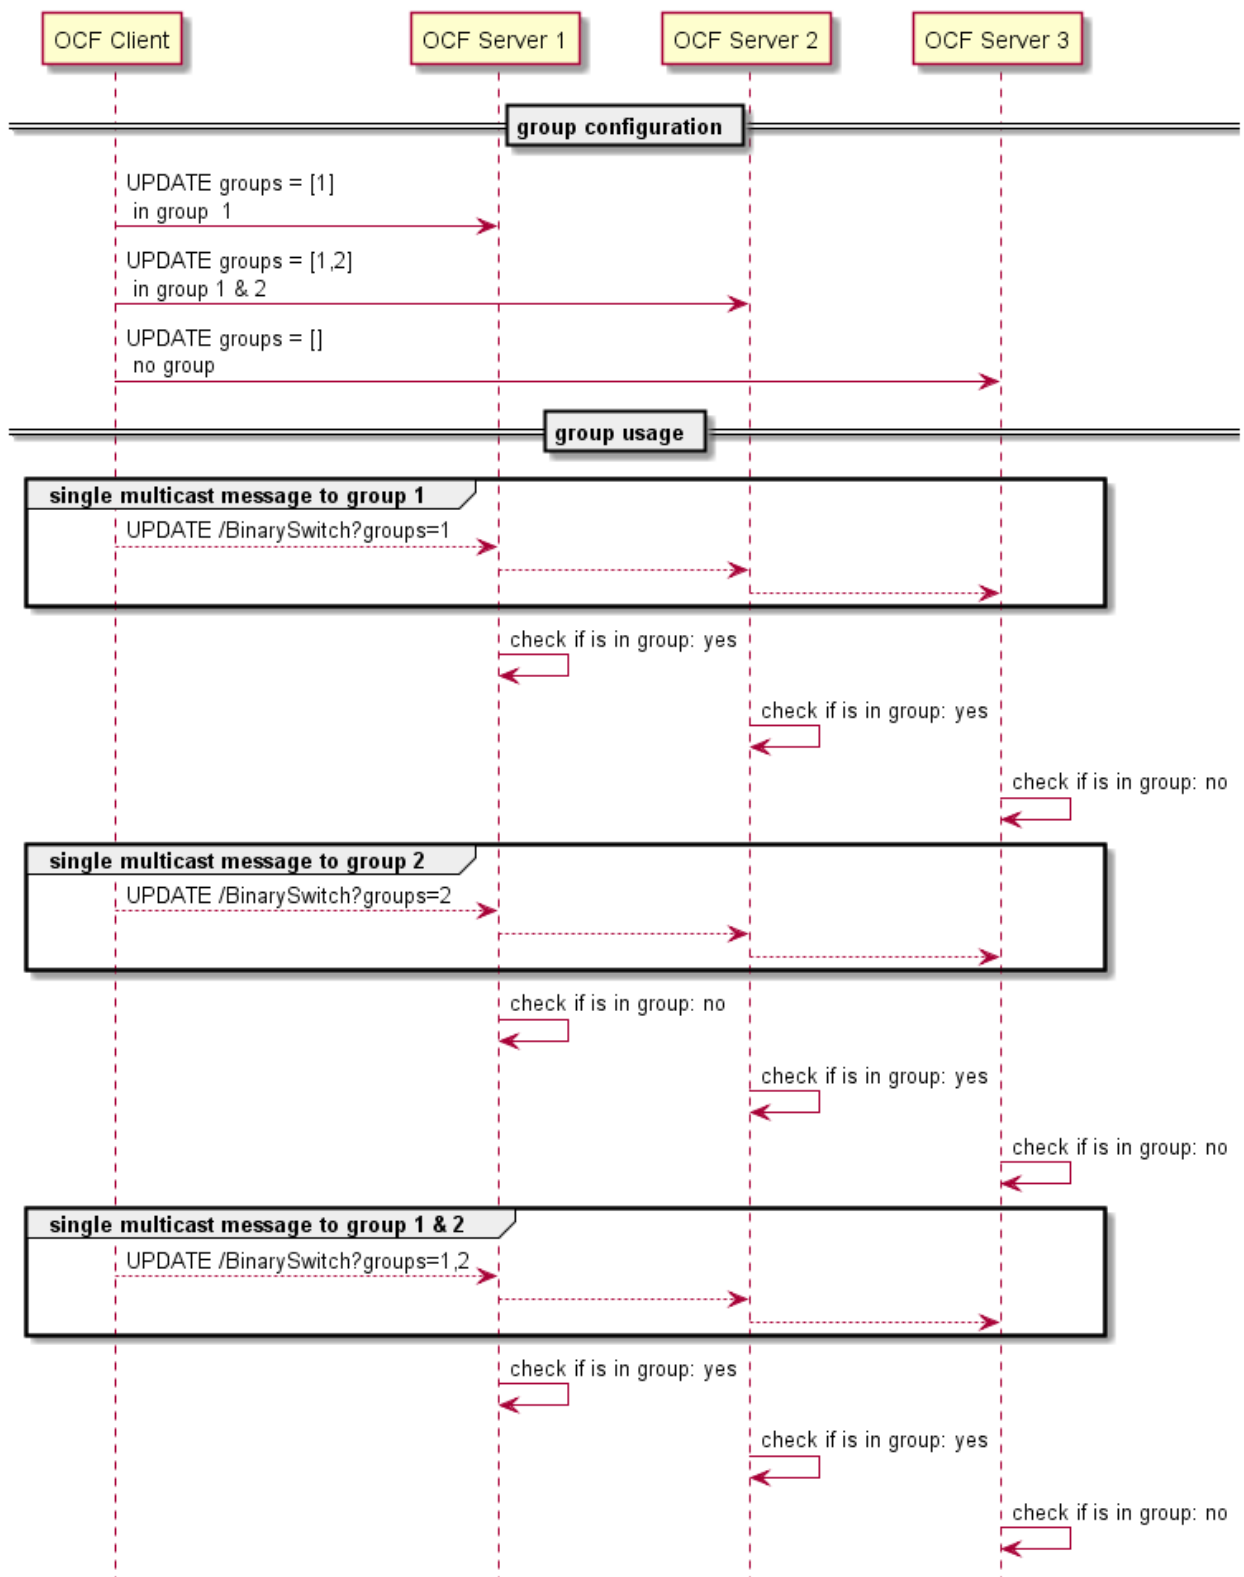 OCF Client
OCF Server 1
OCF Server 2
OCF Server 3
group configuration
UPDATE groups = [1]
in group 1
UPDATE groups = [1,2]
in group 1 & 2
UPDATE groups = []
no group
group usage
single multicast message to group 1
UPDATE /BinarySwitch?groups=1
check if is in group: yes
check if is in group: yes
check if is in group: no
single multicast message to group 2
UPDATE /BinarySwitch?groups=2
check if is in group: no
check if is in group: yes
check if is in group: no
single multicast message to group 1 & 2
UPDATE /BinarySwitch?groups=1,2
check if is in group: yes
check if is in group: yes
check if is in group: no